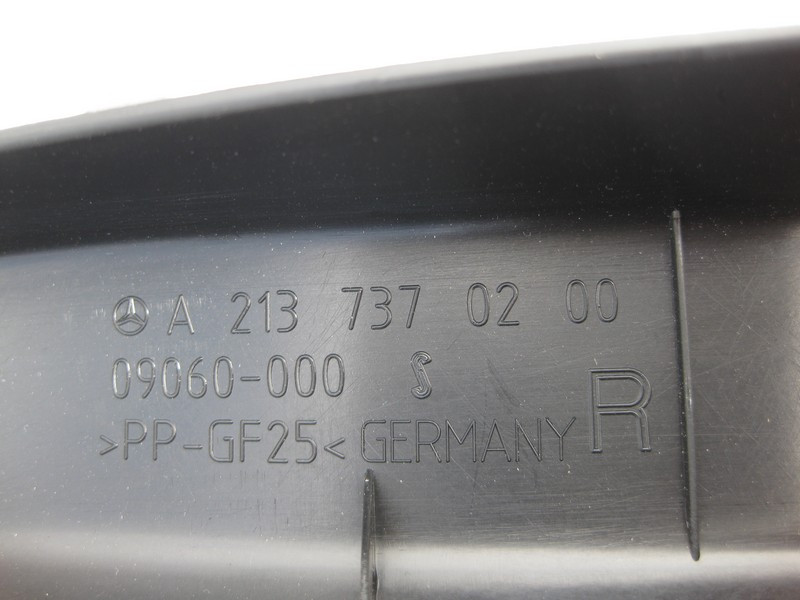 A 213 737 02 00
09060-000
>PP-GF25< GERMANY R